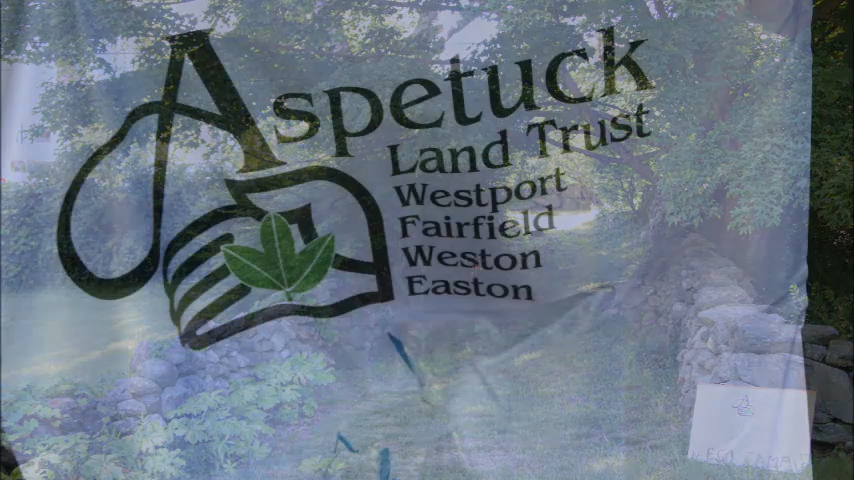 Aspetuck
Land Trust
Westport
Fairfield
Weston
Easton